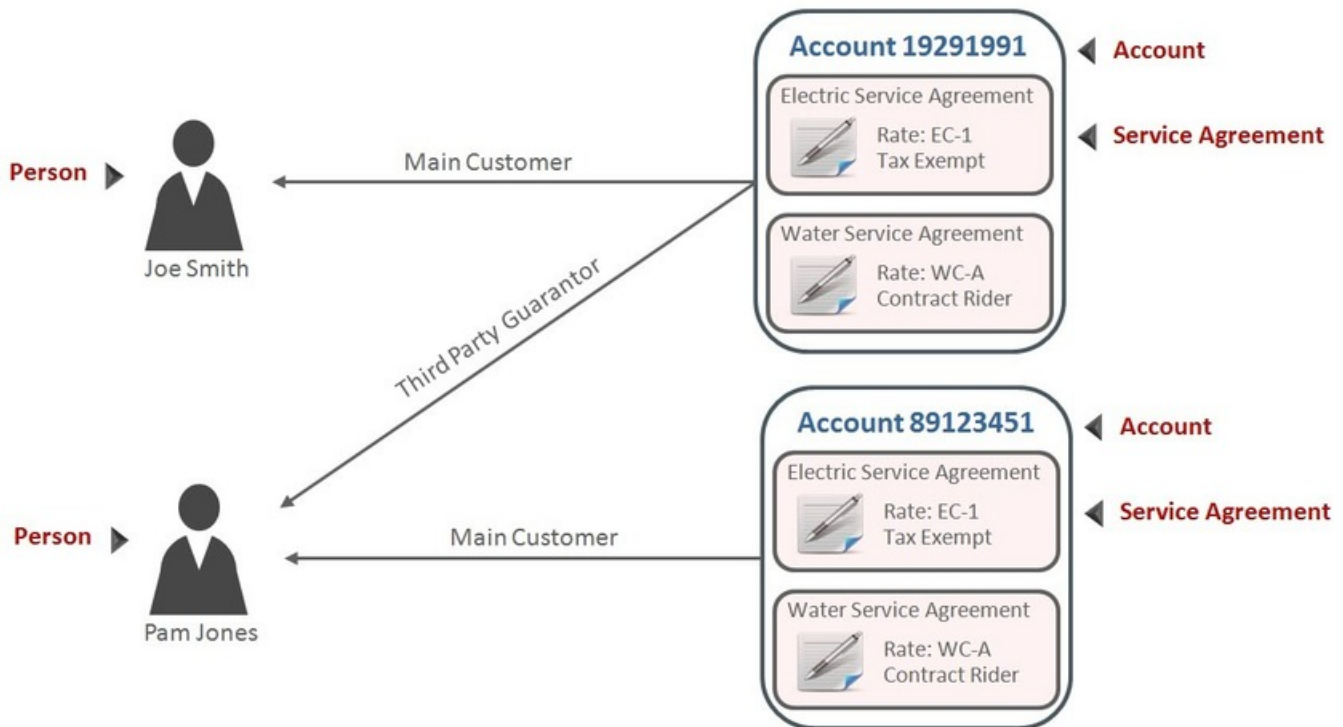 Account 19291991
Account
Electric Service Agreement
Rate: EC-1
Tax Exempt
Service Agreement
Person
Main Customer
Joe Smith
Water Service Agreement
Rate: WC-A
Contract Rider
Third Party Guarantor
Account 89123451
Account
Electric Service Agreement
Rate: EC-1
Tax Exempt
Service Agreement
Person
Main Customer
Pam Jones
Water Service Agreement
Rate: WC-A
Contract Rider